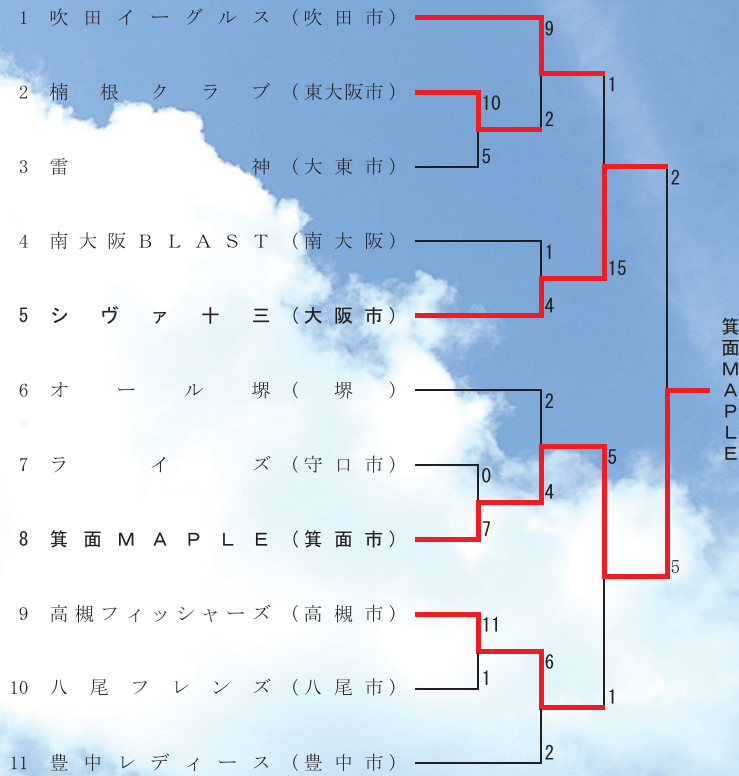 1 吹田イーグルス (吹田市)
9
1
2 楠根クラブ (東大阪市)
10
2
5
3 雷神 (大東市)
2
4 南大阪BLAST (南大阪)
1
15
4
5 シヴァ十三 (大阪市)
箕面MAPLE
6 オール堺 (堺)
2
5
7 ライズ (守口市)
0
4
7
8 箕面MAPLE (箕面市)
5
9 高槻フィッシャーズ (高槻市)
11
6
1
1
10 八尾フレンズ (八尾市)
2
11 豊中レディース (豊中市)